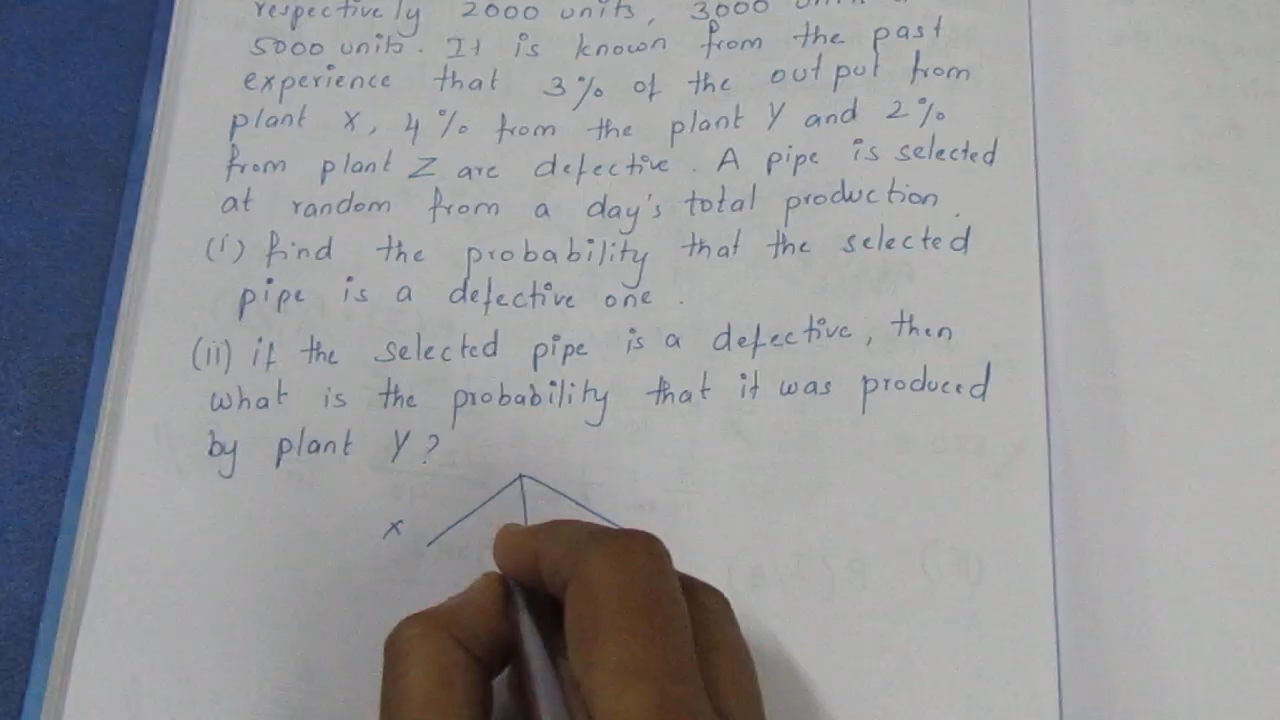 respectively 2000 units, 3000
5000 units. It is known from the past
experience that 3% of the output from
plant X, 4% from the plant Y and 2%
from plant Z are defective. A pipe is selected
at random from a day's total production.
(i) find the probability that the selected
pipe is a defective one.
(ii) if the selected pipe is a defective, then
what is the probability that it was produced
by plant Y?
X